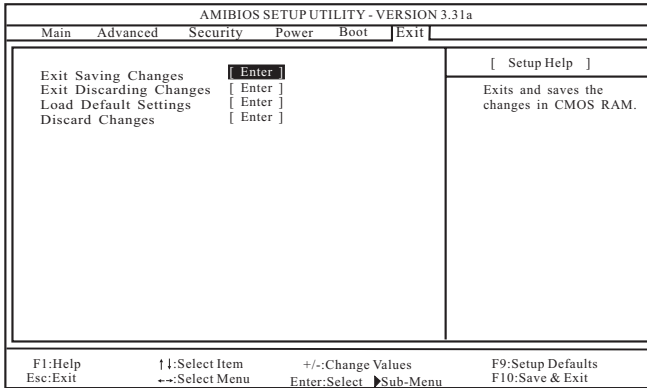 AMIBIOS SETUP UTILITY - VERSION 3.31a
Main Advanced Security Power Boot Exit
Exit Saving Changes [ Enter ]
Exit Discarding Changes [ Enter ]
Load Default Settings [ Enter ]
Discard Changes [ Enter ]
[ Setup Help ]
Exits and saves the
changes in CMOS RAM.
F1:Help ↑↓:Select Item +/-:Change Values F9:Setup Defaults
Esc:Exit ←→:Select Menu Enter:Select ▶Sub-Menu F10:Save & Exit